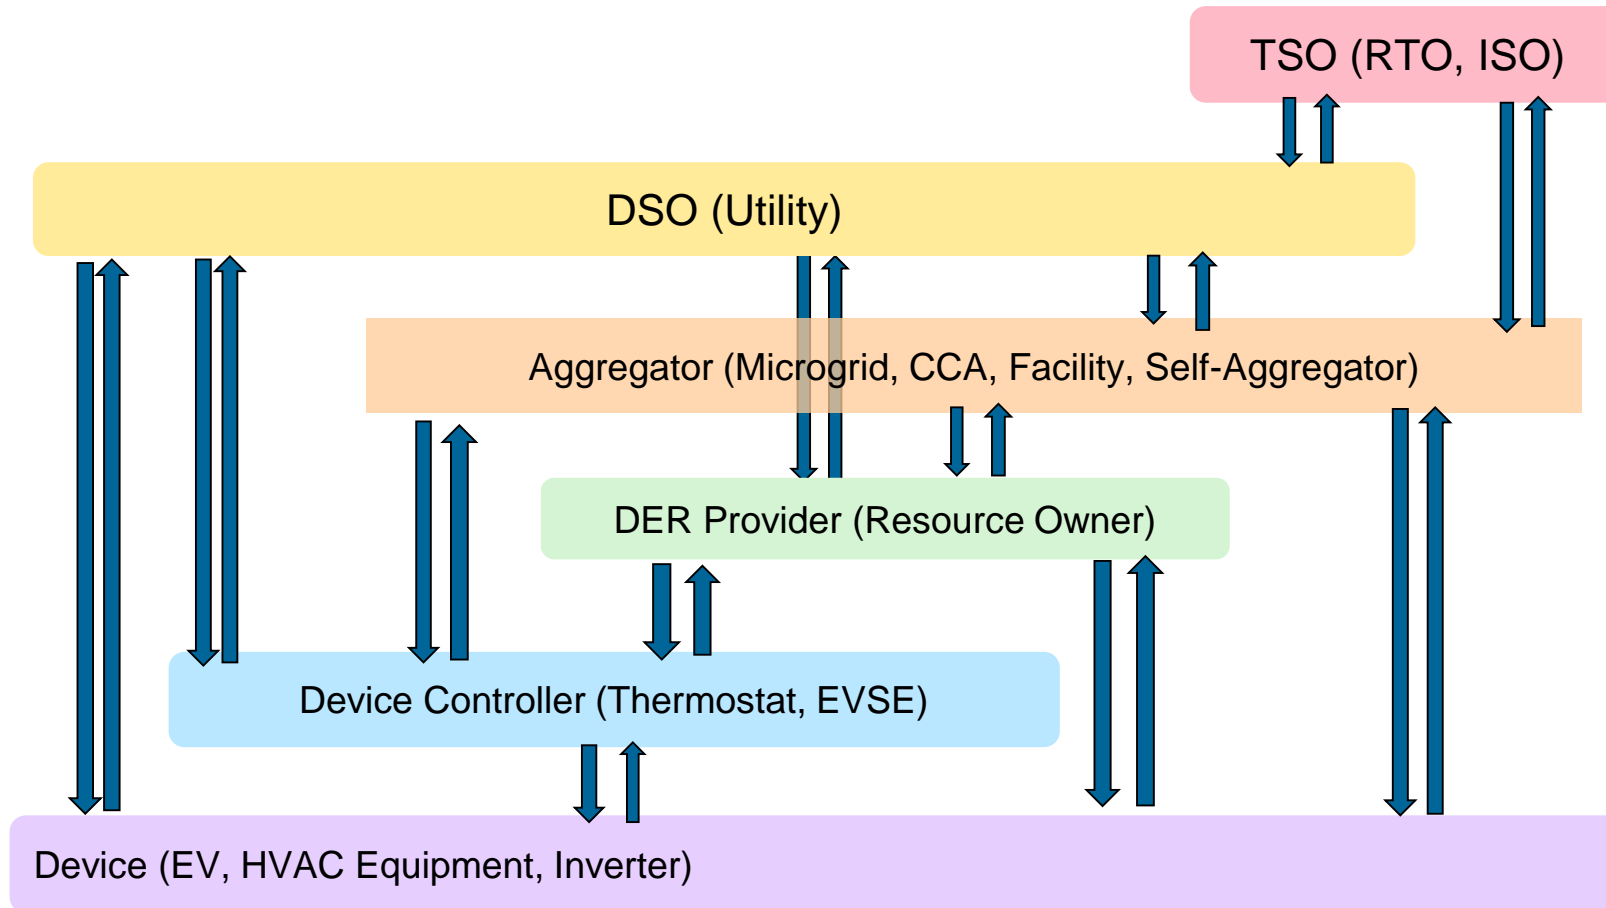 TSO (RTO, ISO)
DSO (Utility)
Aggregator (Microgrid, CCA, Facility, Self-Aggregator)
DER Provider (Resource Owner)
Device Controller (Thermostat, EVSE)
Device (EV, HVAC Equipment, Inverter)